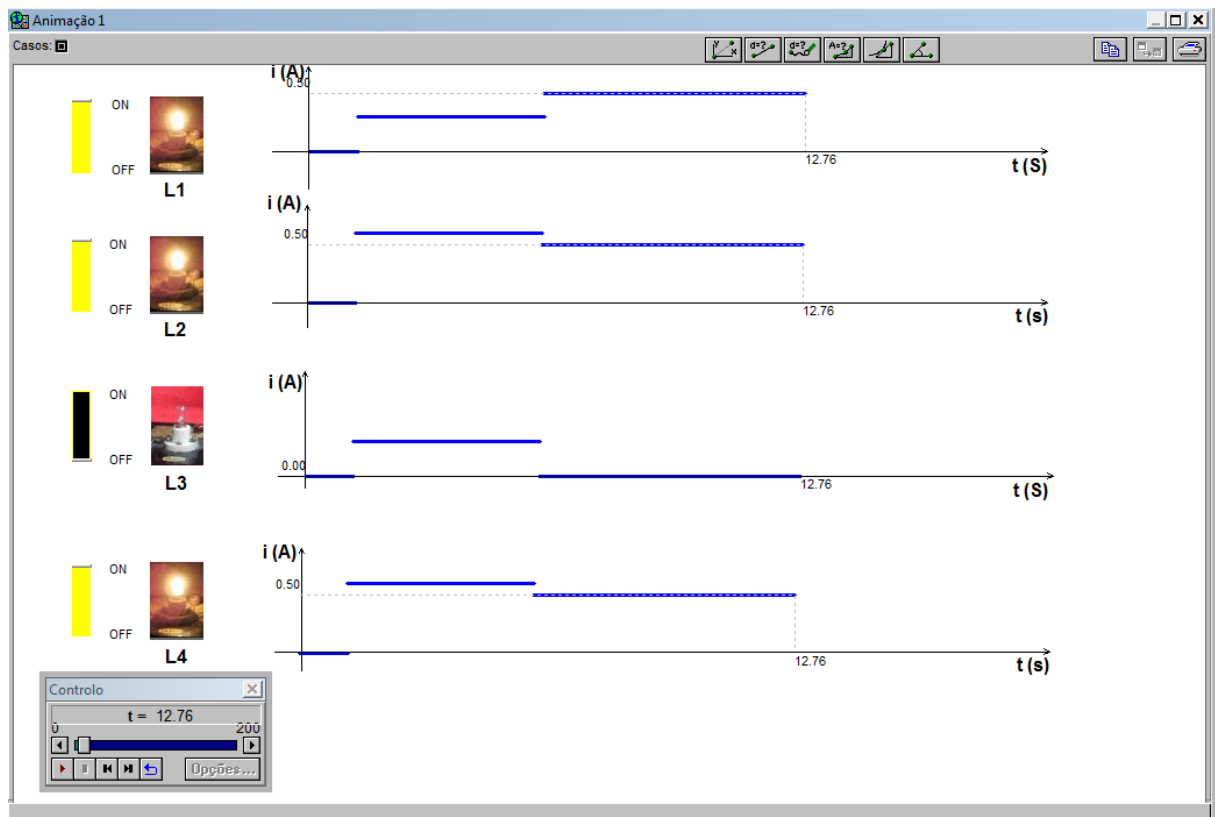 Animação 1
Casos:
d=?
d=?
A=?
i (A)
0.50
ON
OFF
L1
12.76
t (S)
i (A)
0.50
ON
OFF
L2
12.76
t (s)
i (A)
ON
OFF
L3
0.00
12.76
t (S)
i (A)
0.50
ON
OFF
L4
12.76
t (s)
Controlo
t = 12.76
0 200
Opções...